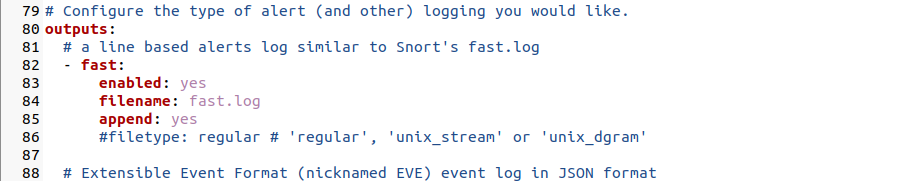 79 # Configure the type of alert (and other) logging you would like.
80 outputs:
81   # a line based alerts log similar to Snort's fast.log
82   - fast:
83       enabled: yes
84       filename: fast.log
85       append: yes
86       #filetype: regular # 'regular', 'unix_stream' or 'unix_dgram'
87
88   # Extensible Event Format (nicknamed EVE) event log in JSON format